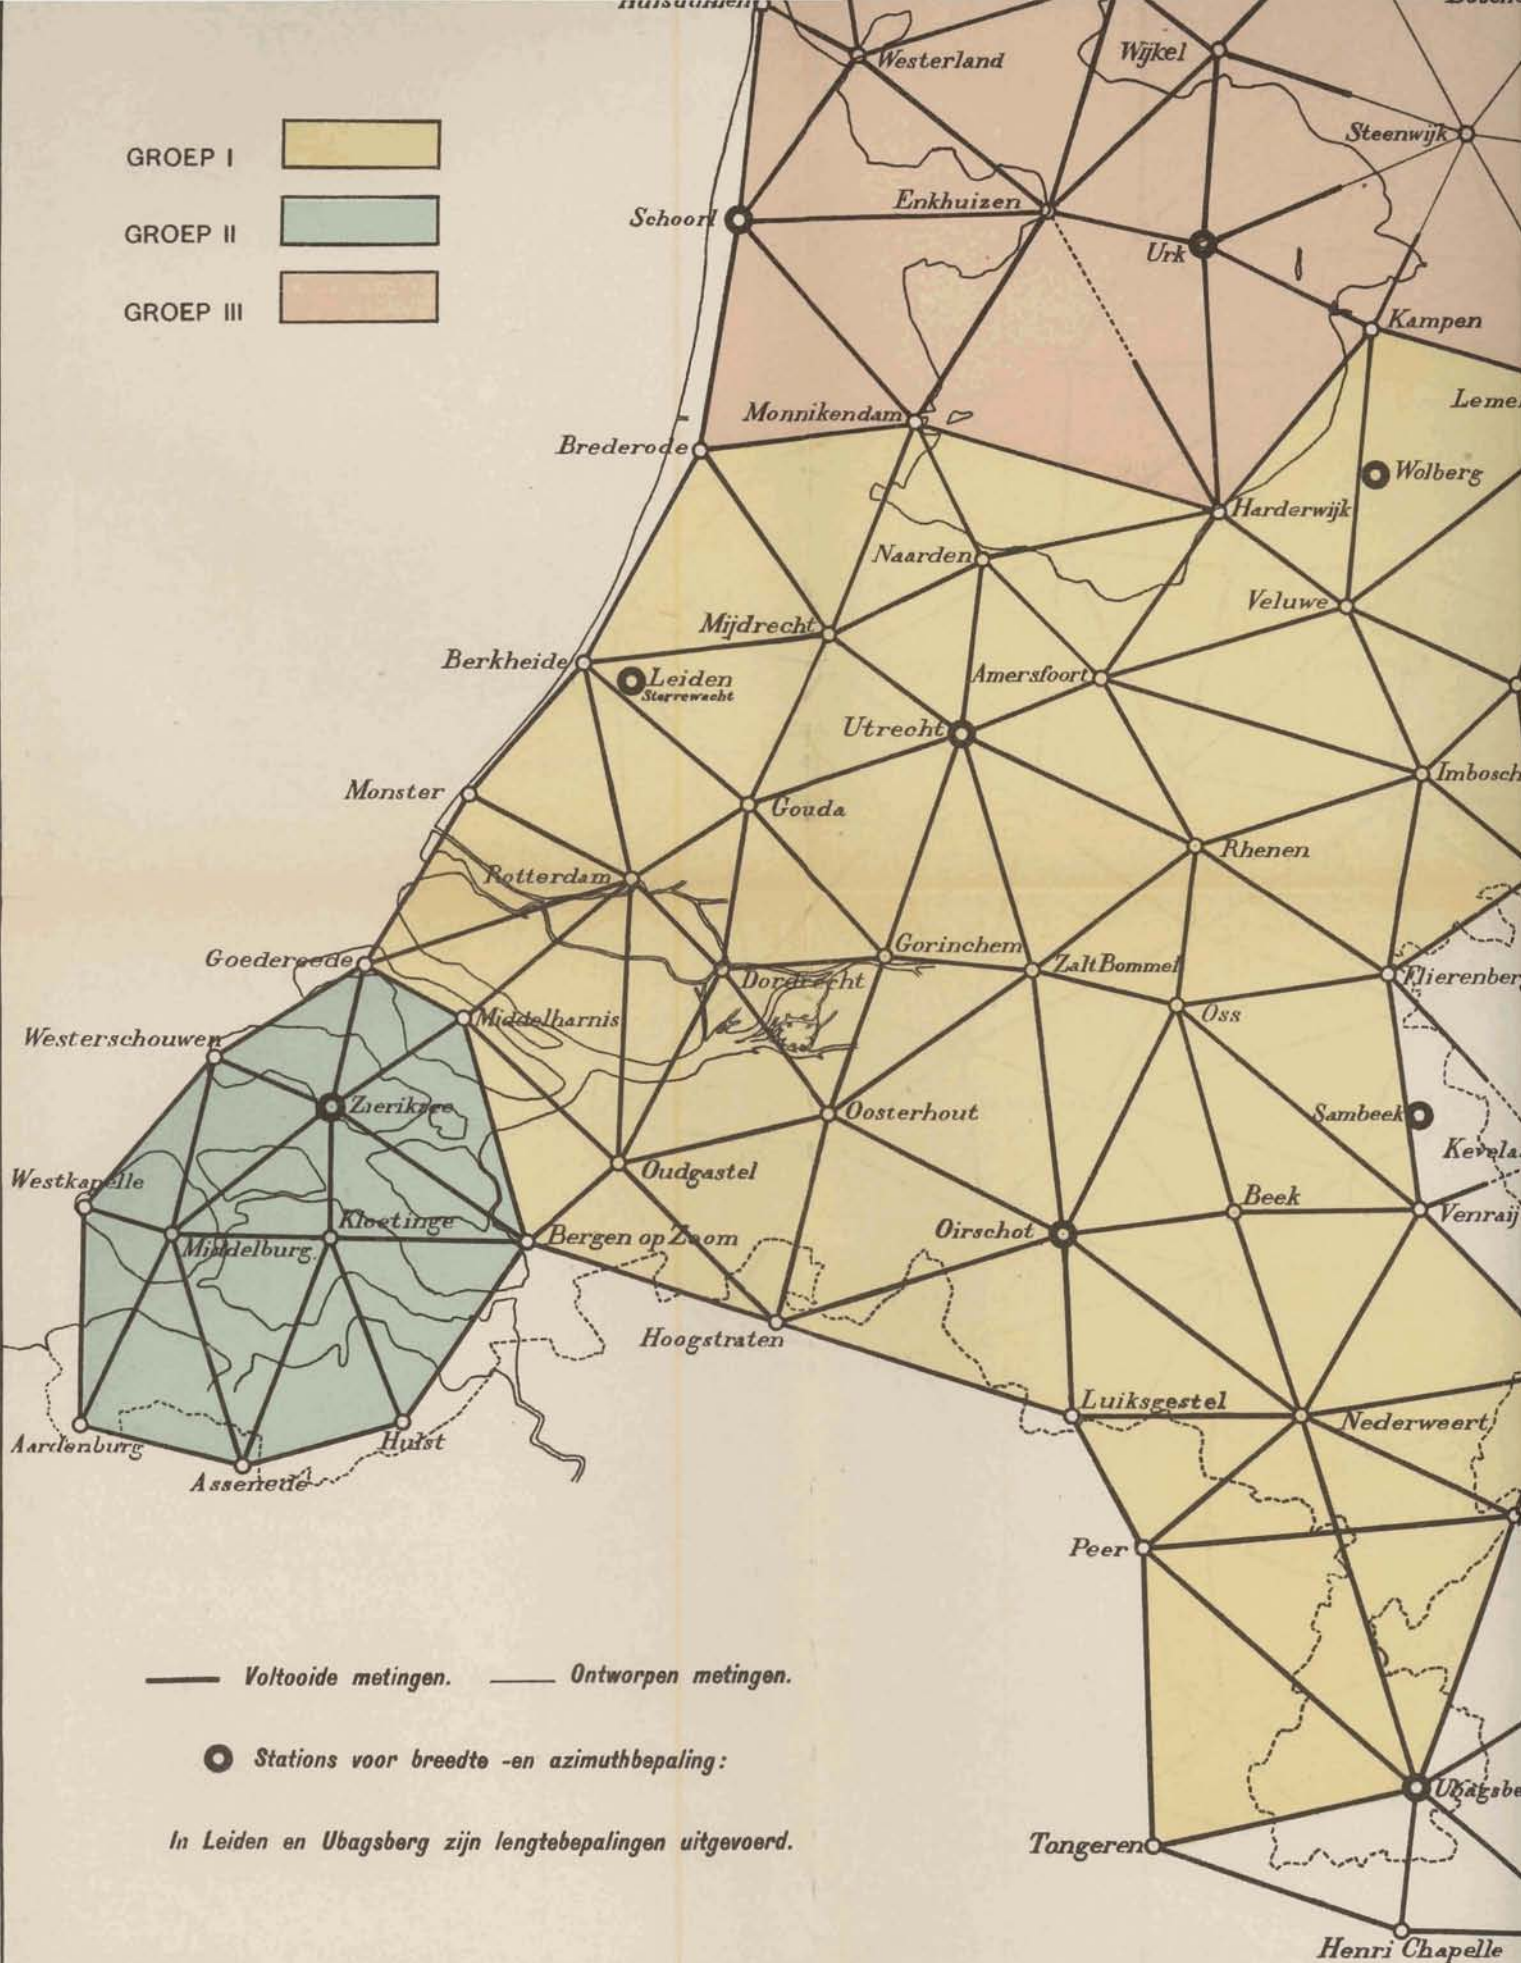 Westerland
Wijkel
Steenwijk
GROEP I
Schoorl
Enkhuizen
GROEP II
Urk
GROEP III
Kampen
Monnikendam
Brederode
Wolberg
Harderwijk
Naarden
Veluwe
Mijdrecht
Berkheide
Leiden
Sterrewacht
Amersfoort
Utrecht
Imbosch
Monster
Gouda
Rhenen
Rotterdam
Goedereede
Gorinchem
Zalt Bommel
Dordrecht
Oss
Middelharnis
Westerschouwen
Zierikzee
Oosterhout
Sambeek
Oudgastel
Westkapelle
Beek
Kloetinge
Bergen op Zoom
Oirschot
Middelburg
Hoogstraten
Luiksgestel
Nederweert
Aardenburg
Hulst
Assenede
Peer
Voltooide metingen.
Ontworpen metingen.
Stations voor breedte -en azimuthbepaling:
In Leiden en Ubagsberg zijn lengtebepalingen uitgevoerd.
Tongeren
Henri Chapelle